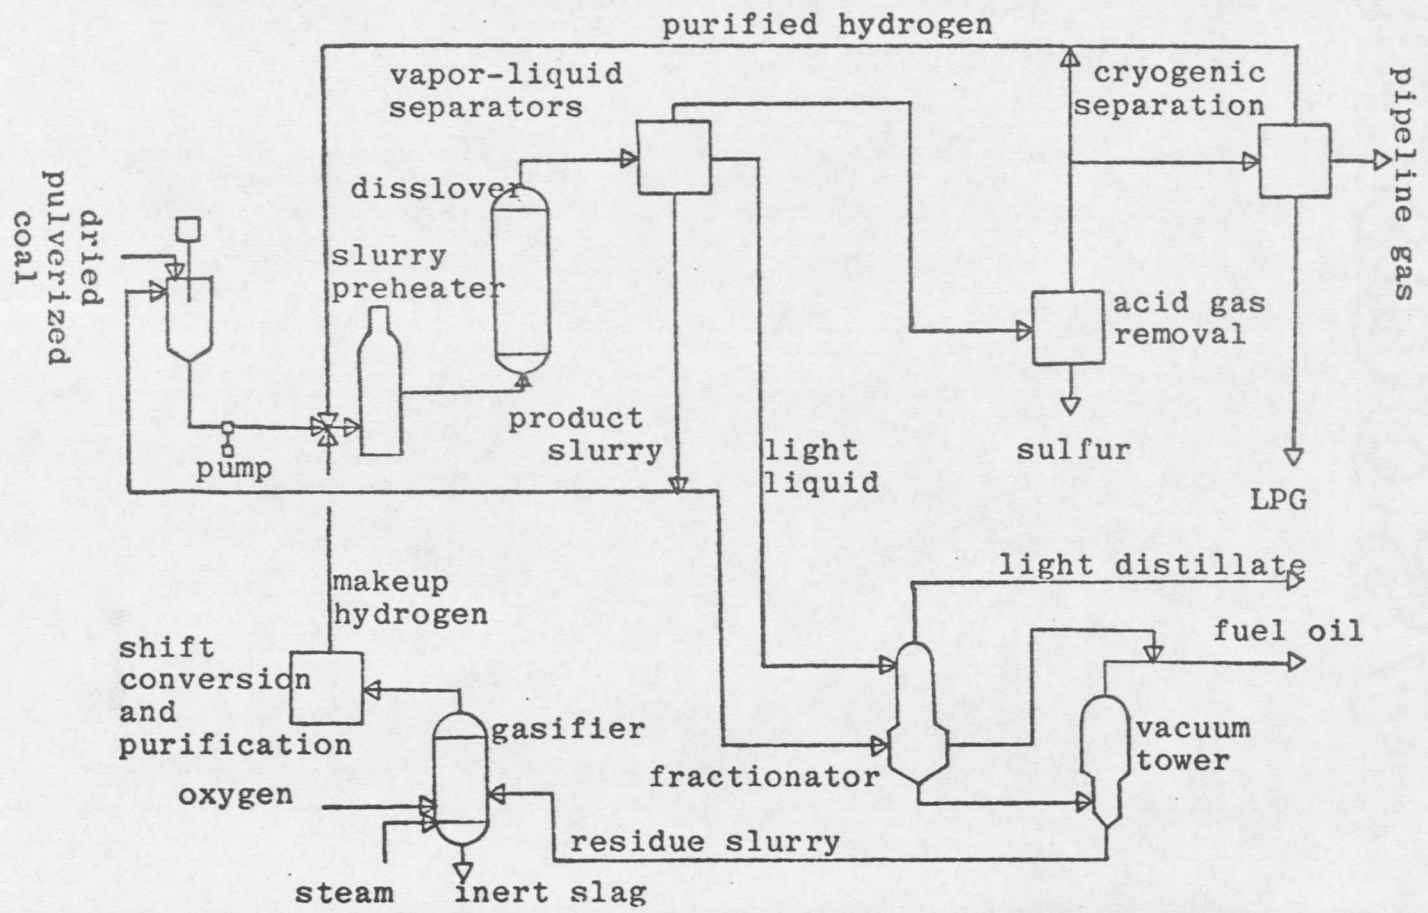 purified hydrogen
vapor-liquid
separators
cryogenic
separation
pipeline gas
disslover
dried
pulverized
coal
slurry
preheater
acid gas
removal
product
slurry
light
liquid
sulfur
pump
LPG
light distillate
makeup
hydrogen
fuel oil
shift
conversion
and
purification
gasifier
vacuum
tower
fractionator
oxygen
residue slurry
steam
inert slag